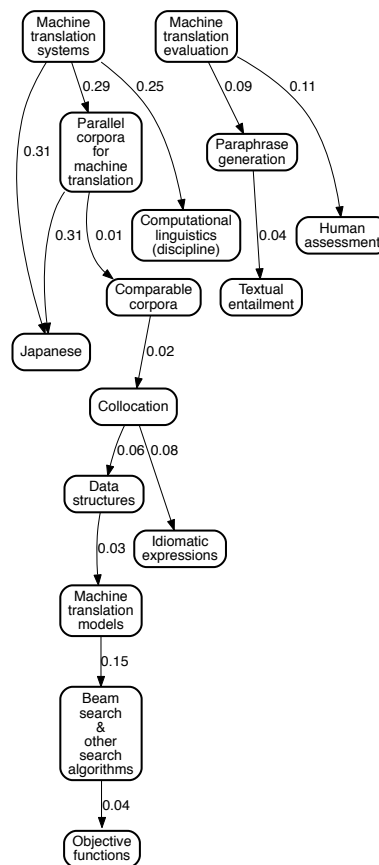 Machine
translation
systems
Machine
translation
evaluation
0.29
0.25
0.09
0.11
Parallel
corpora
for
machine
translation
Paraphrase
generation
0.31
Computational
linguistics
(discipline)
Human
assessment
0.31
0.01
0.04
Comparable
corpora
Textual
entailment
Japanese
0.02
Collocation
0.06
0.08
Data
structures
Idiomatic
expressions
0.03
Machine
translation
models
0.15
Beam
search
&
other
search
algorithms
0.04
Objective
functions